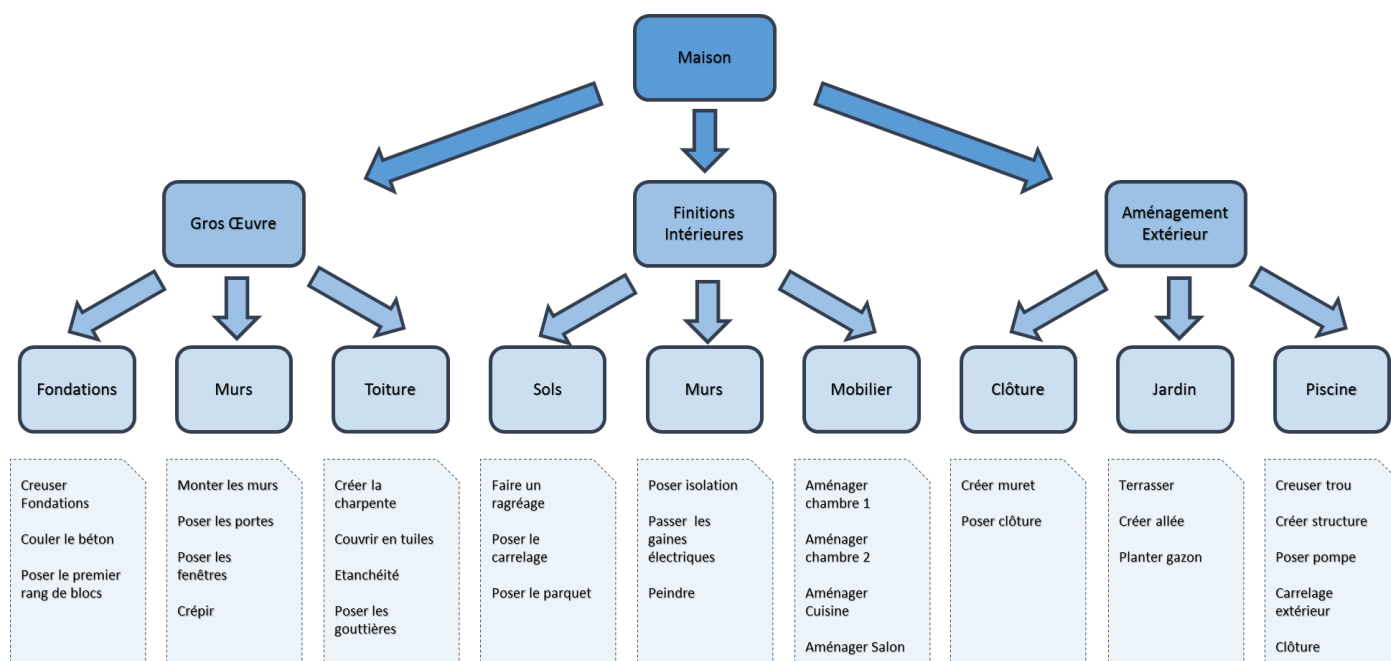 Maison
Gros Œuvre
Finitions
Intérieures
Aménagement
Extérieur
Fondations
Murs
Toiture
Sols
Murs
Mobilier
Clôture
Jardin
Piscine
Creuser
Fondations
Couler le béton
Poser le premier
rang de blocs
Monter les murs
Poser les portes
Poser les
fenêtres
Crépir
Créer la
charpente
Couvrir en tuiles
Etanchéité
Poser les
gouttières
Faire un
ragréage
Poser le
carrelage
Poser le parquet
Poser isolation
Passer les
gaines
électriques
Peindre
Aménager
chambre 1
Aménager
chambre 2
Aménager
Cuisine
Aménager Salon
Créer muret
Poser clôture
Terrasser
Créer allée
Planter gazon
Creuser trou
Créer structure
Poser pompe
Carrelage
extérieur
Clôture